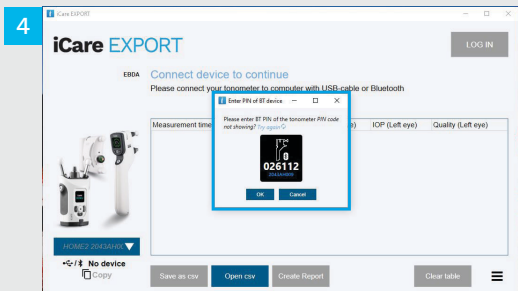 4
iCare EXPORT
iCare EXPORT
LOG IN
EBDA
Connect device to continue
Please connect your tonometer to computer with USB-cable or Bluetooth
Enter PIN of BT device
Please enter BT PIN of the tonometer PIN code
not showing? Try again
026112
2043AH009
OK Cancel
Measurement time
IOP (Left eye) Quality (Left eye)
No device
Copy
Save as csv Open csv Create Report Clear table